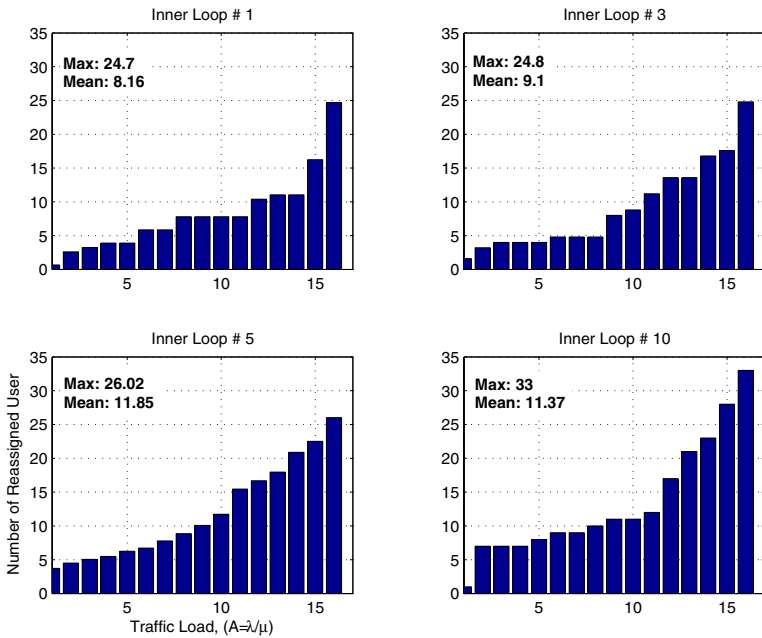 Inner Loop # 1
Max: 24.7
Mean: 8.16
35
30
25
20
15
10
5
0
5 10 15
Inner Loop # 3
Max: 24.8
Mean: 9.1
35
30
25
20
15
10
5
0
5 10 15
Inner Loop # 5
Max: 26.02
Mean: 11.85
Number of Reassigned User
35
30
25
20
15
10
5
0
5 10 15
Traffic Load, (A=λ/μ)
Inner Loop # 10
Max: 33
Mean: 11.37
35
30
25
20
15
10
5
0
5 10 15